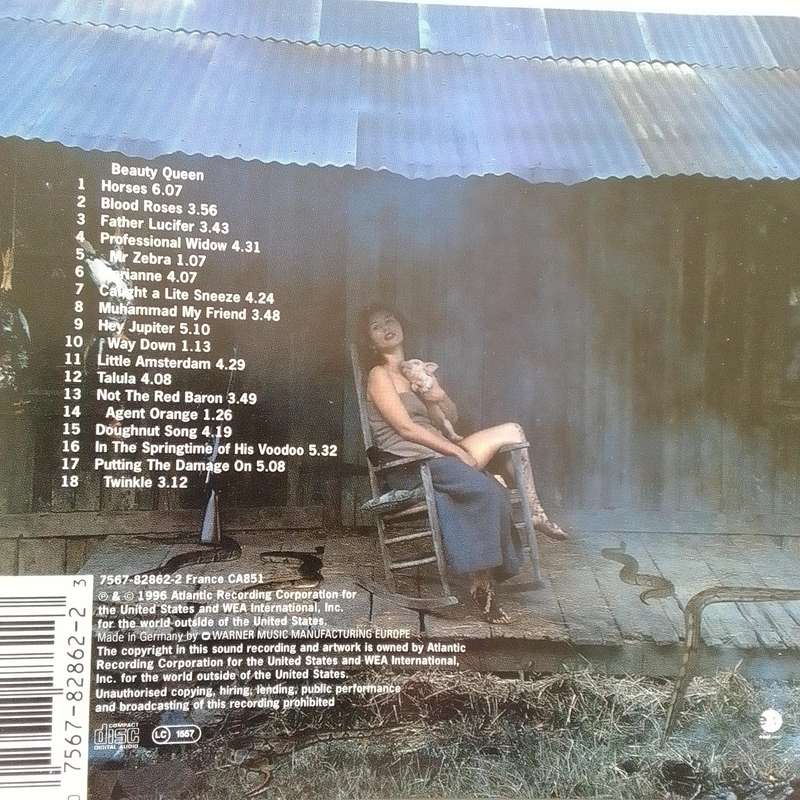 Beauty Queen
1 Horses 6.07
2 Blood Roses 3.56
3 Father Lucifer 3.43
4 Professional Widow 4.31
5 Mr Zebra 1.07
6 Marianne 4.07
7 Caught a Lite Sneeze 4.24
8 Muhammad My Friend 3.48
9 Hey Jupiter 5.10
10 Way Down 1.13
11 Little Amsterdam 4.29
12 Talula 4.08
13 Not The Red Baron 3.49
14 Agent Orange 1.26
15 Doughnut Song 4.19
16 In The Springtime of His Voodoo 5.32
17 Putting The Damage On 5.08
18 Twinkle 3.12
7567-82862-2 France CA851
℗ & © 1996 Atlantic Recording Corporation for
the United States and WEA International, Inc.
for the world outside of the United States.
Made in Germany by WARNER MUSIC MANUFACTURING EUROPE
The copyright in this sound recording and artwork is owned by Atlantic
Recording Corporation for the United States and WEA International,
Inc. for the world outside of the United States.
Unauthorised copying, hiring, lending, public performance
and broadcasting of this recording prohibited
COMPACT
disc
DIGITAL AUDIO
LC 1557
0 7567-82862-2 3